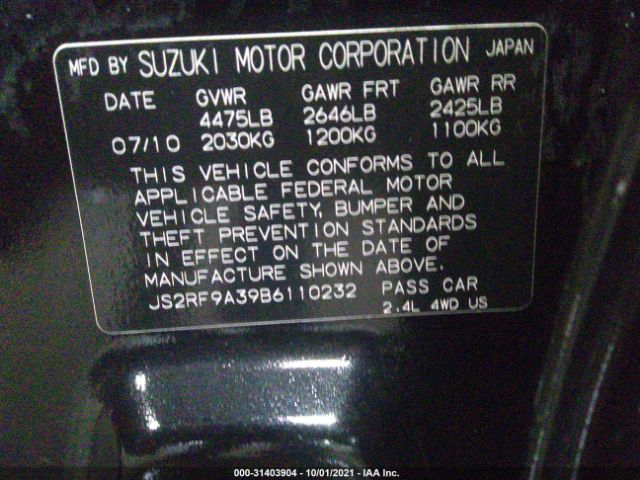 MFD BY SUZUKI MOTOR CORPORATION JAPAN
DATE GVWR GAWR FRT GAWR RR
4475LB 2646LB 2425LB
07/10 2030KG 1200KG 1100KG
THIS VEHICLE CONFORMS TO ALL
APPLICABLE FEDERAL MOTOR
VEHICLE SAFETY, BUMPER AND
THEFT PREVENTION STANDARDS
IN EFFECT ON THE DATE OF
MANUFACTURE SHOWN ABOVE.
JS2RF9A39B6110232 PASS CAR
2.4L 4WD US
000-31403904 - 10/01/2021 - IAA Inc.